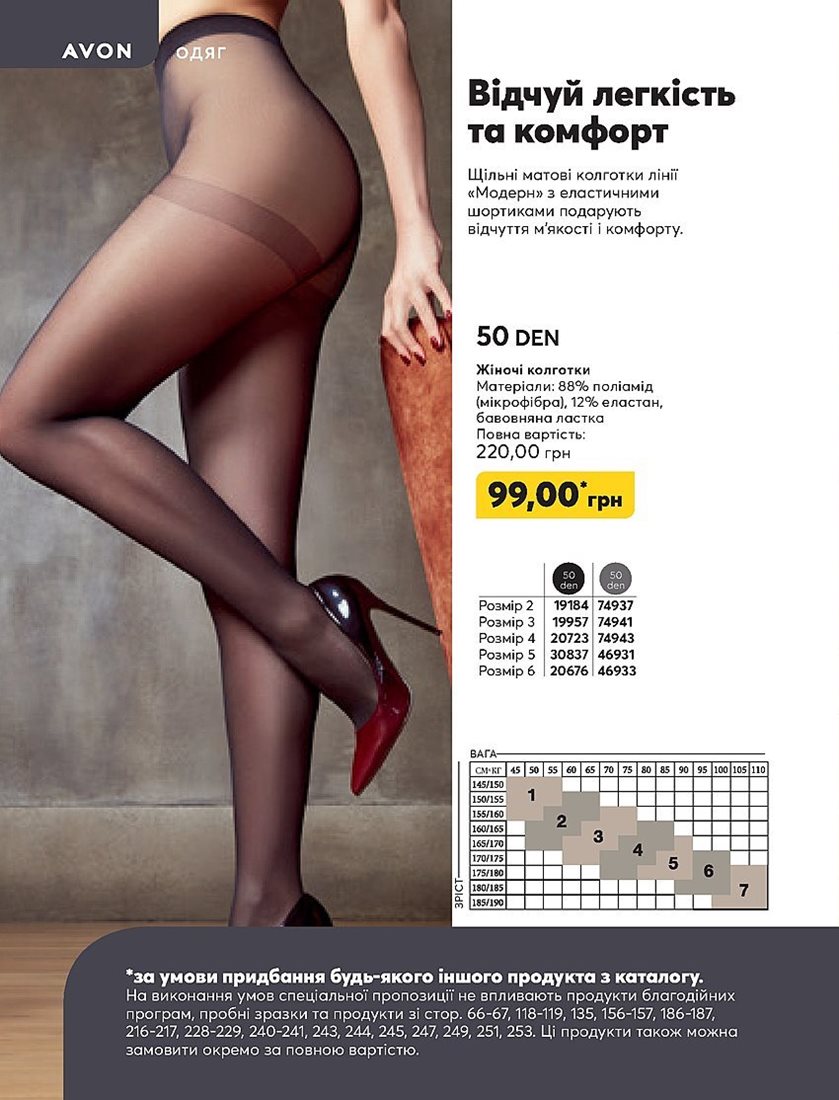 AVON
ОДЯГ
Відчуй легкість
та комфорт
Щільні матові колготки лінії
«Модерн» з еластичними
шортиками подарують
відчуття м'якості і комфорту.
50 DEN
Жіночі колготки
Матеріали: 88% поліамід
(мікрофібра), 12% еластан,
бавовняна ластка
Повна вартість:
220,00 грн
99,00* грн
50 den 50 den
Розмір 2 19184 74937
Розмір 3 19957 74941
Розмір 4 20723 74943
Розмір 5 30837 46931
Розмір 6 20676 46933
ВАГА
СМ*КГ 45 50 55 60 65 70 75 80 85 90 95 100 105 110
145/150
150/155 1
155/160
160/165 2
165/170 3
170/175 4
175/180 5 6
180/185 7
185/190
ЗРІСТ
*за умови придбання будь-якого іншого продукта з каталогу.
На виконання умов спеціальної пропозиції не впливають продукти благодійних
програм, пробні зразки та продукти зі стор. 66-67, 118-119, 135, 156-157, 186-187,
216-217, 228-229, 240-241, 243, 244, 245, 247, 249, 251, 253. Ці продукти також можна
замовити окремо за повною вартістю.